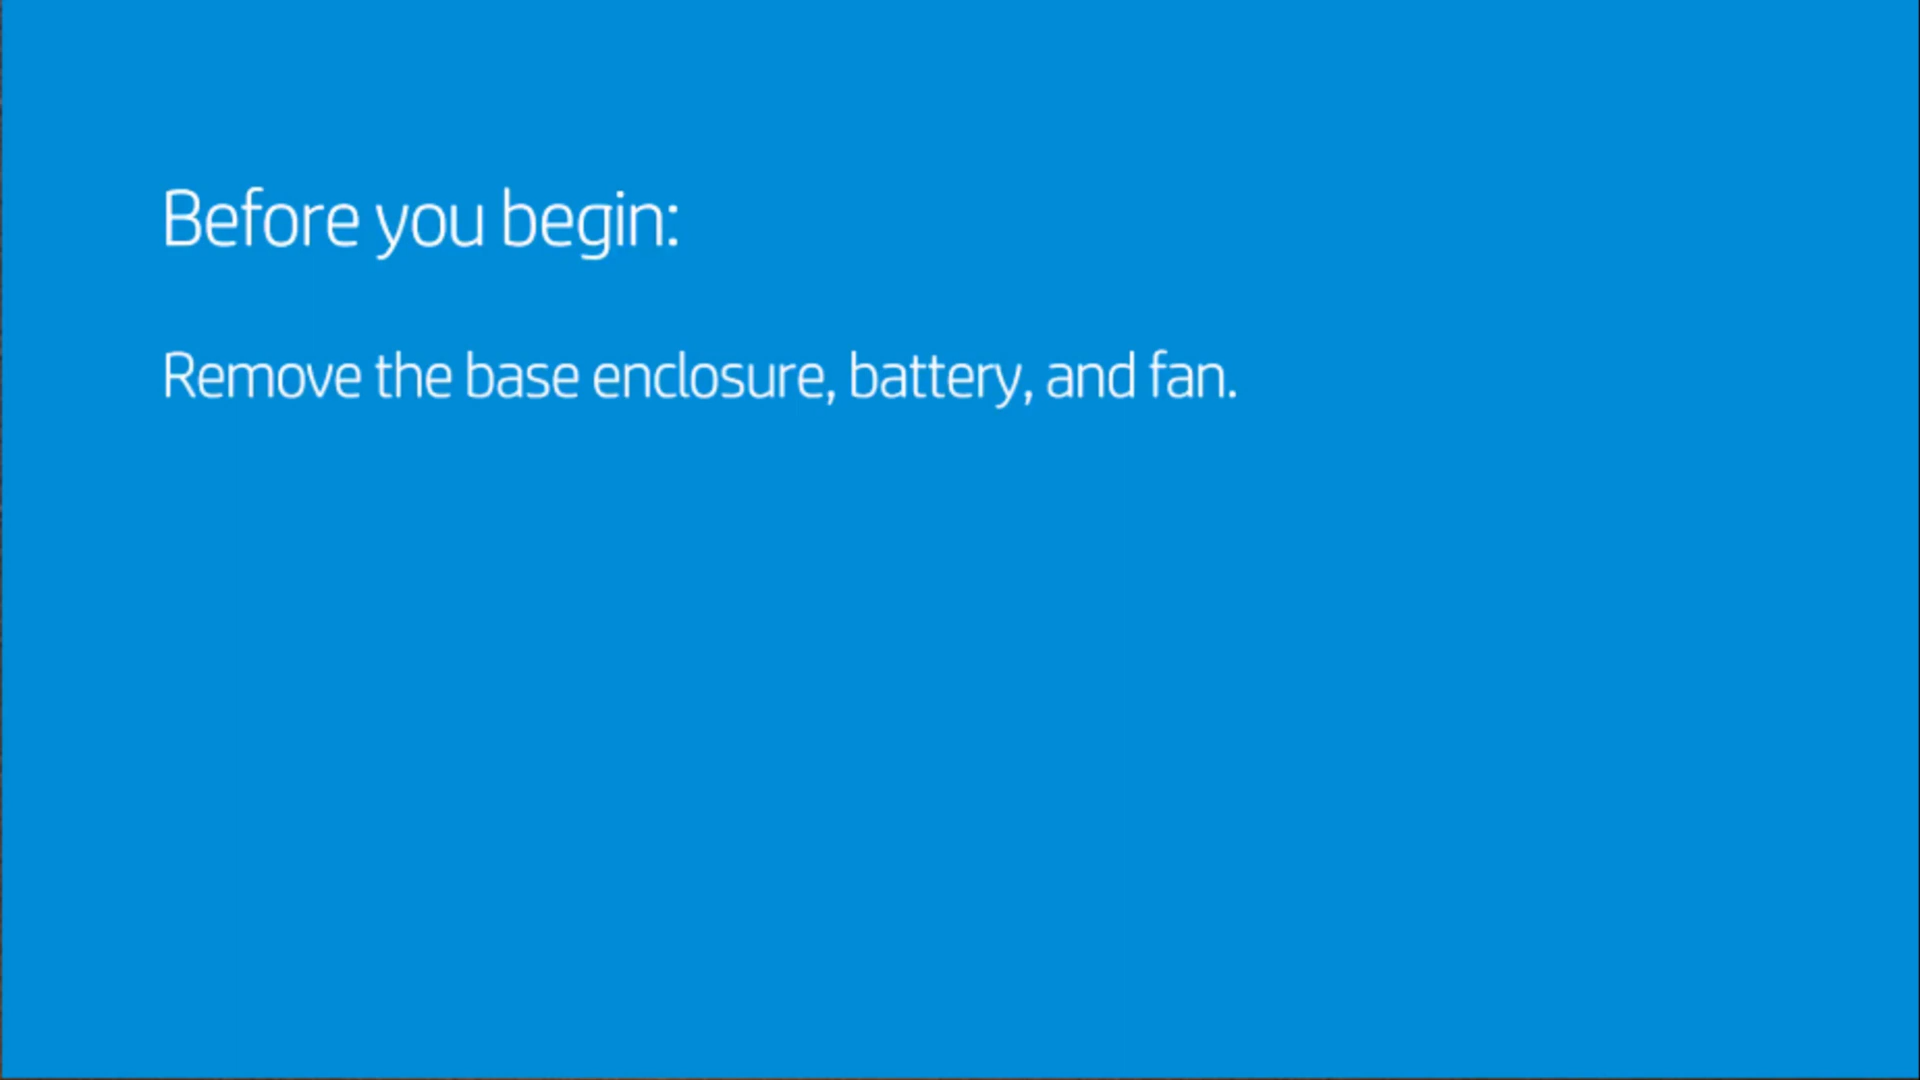 Before you begin:
Remove the base enclosure, battery, and fan.